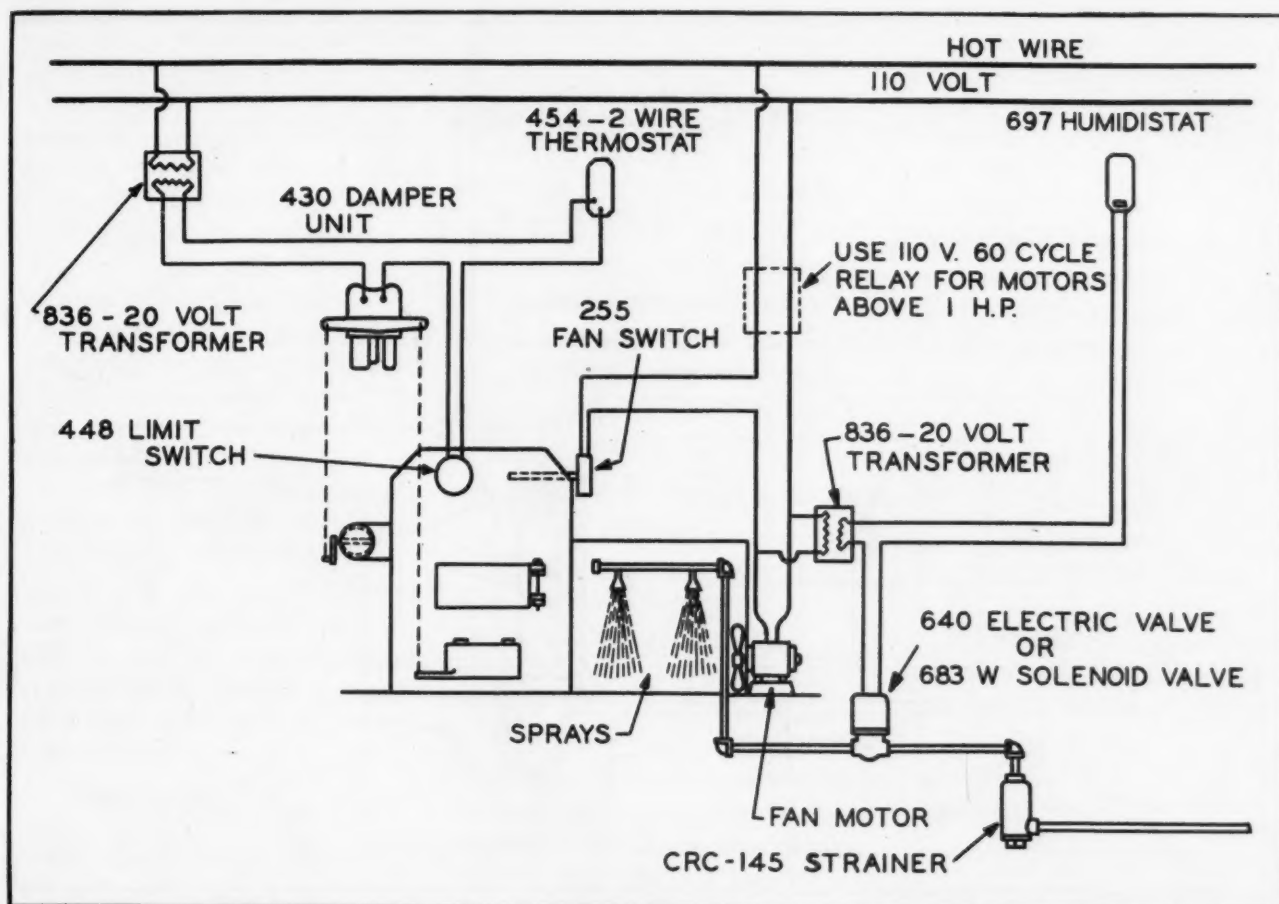 HOT WIRE
110 VOLT
454-2 WIRE
THERMOSTAT
697 HUMIDISTAT
430 DAMPER
UNIT
USE 110 V. 60 CYCLE
RELAY FOR MOTORS
ABOVE 1 H.P.
836-20 VOLT
TRANSFORMER
255
FAN SWITCH
448 LIMIT
SWITCH
836-20 VOLT
TRANSFORMER
640 ELECTRIC VALVE
OR
683 W SOLENOID VALVE
SPRAYS
FAN MOTOR
CRC-145 STRAINER